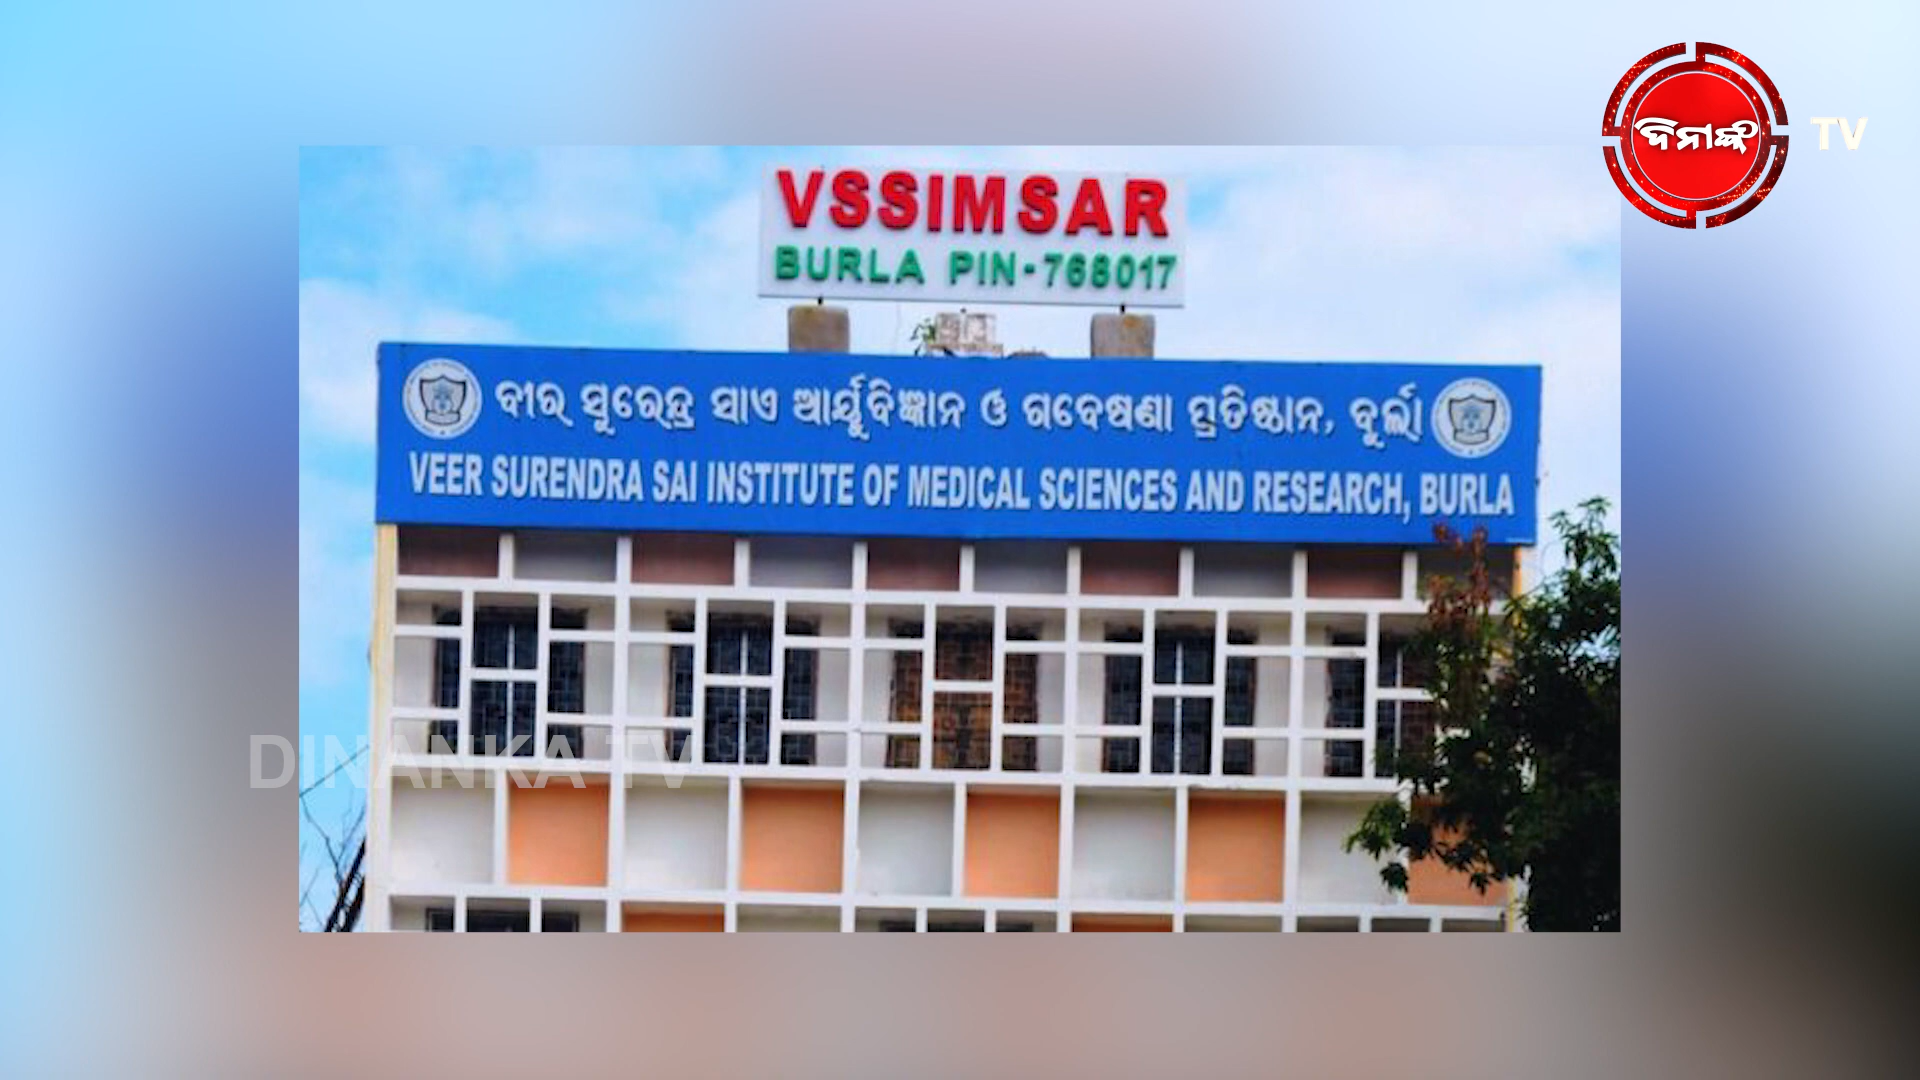 ଦିନାଙ୍କ TV
VSSIMSAR
BURLA PIN-768017
ବୀର ସୁରେନ୍ଦ୍ର ସାଏ ଆର୍ୟୁବିଜ୍ଞାନ ଓ ଗବେଷଣା ପ୍ରତିଷ୍ଠାନ, ବୁର୍ଲା
VEER SURENDRA SAI INSTITUTE OF MEDICAL SCIENCES AND RESEARCH, BURLA
DINANKA TV